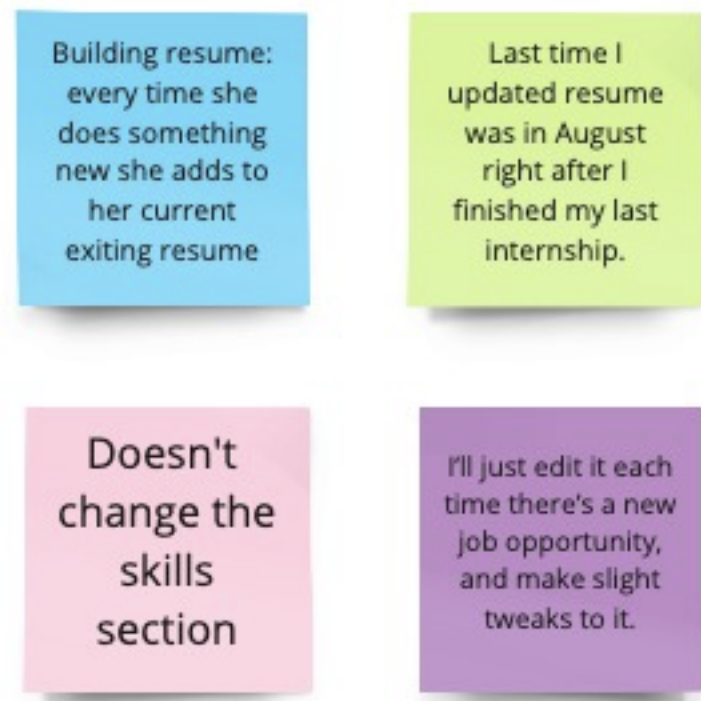 Building resume:
every time she
does something
new she adds to
her current
exiting resume
Last time I
updated resume
was in August
right after I
finished my last
internship.
Doesn't
change the
skills
section
I'll just edit it each
time there's a new
job opportunity,
and make slight
tweaks to it.